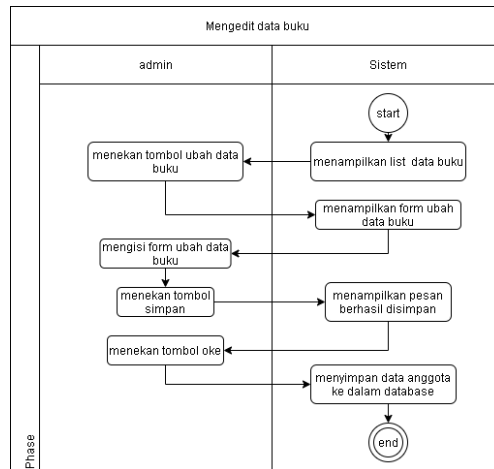 Mengedit data buku
admin
Sistem
start
menampilkan list data buku
menekan tombol ubah data
buku
menampilkan form ubah
data buku
mengisi form ubah data
buku
menekan tombol
simpan
menampilkan pesan
berhasil disimpan
menekan tombol oke
menyimpan data anggota
ke dalam database
end
Phase